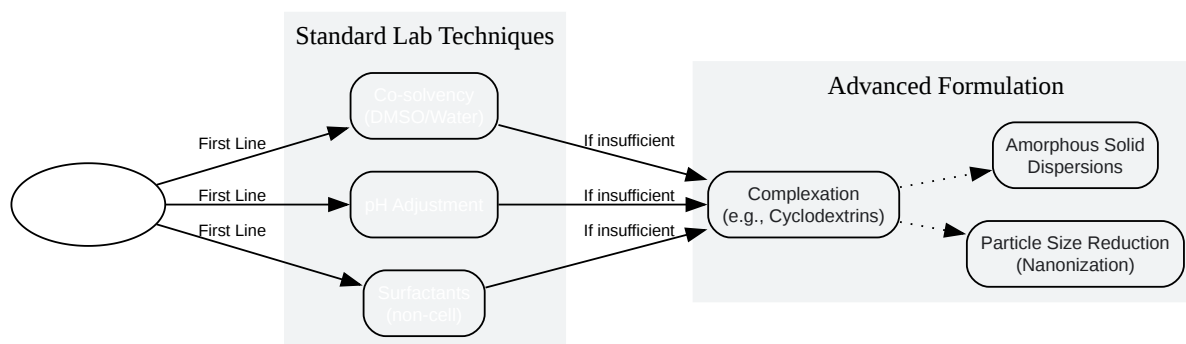 Standard Lab Techniques
Co-solvency
(DMSO/Water)
pH Adjustment
Surfactants
(non-cell)
First Line
First Line
First Line
If insufficient
If insufficient
If insufficient
Advanced Formulation
Complexation
(e.g., Cyclodextrins)
Amorphous Solid
Dispersions
Particle Size Reduction
(Nanonization)